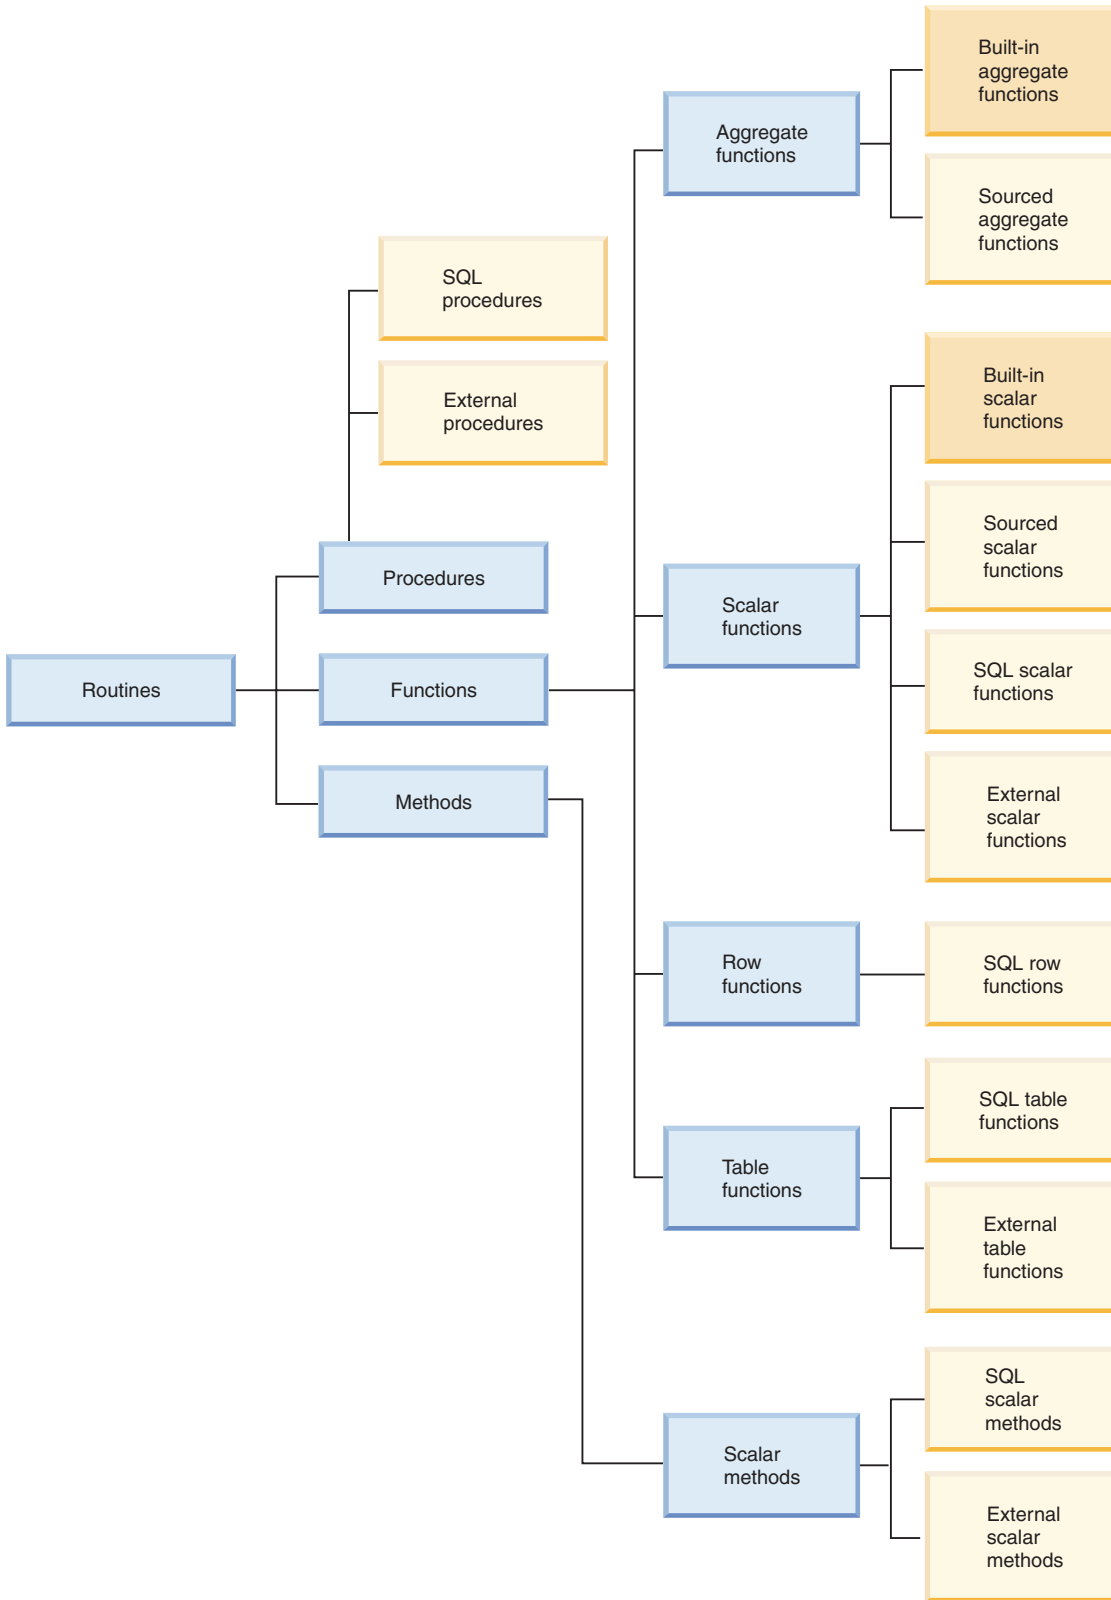 Built-in
aggregate
functions
Aggregate
functions
Sourced
aggregate
functions
SQL
procedures
External
procedures
Built-in
scalar
functions
Sourced
scalar
functions
Procedures
Scalar
functions
Routines
Functions
SQL scalar
functions
Methods
External
scalar
functions
Row
functions
SQL row
functions
SQL table
functions
Table
functions
External
table
functions
SQL
scalar
methods
Scalar
methods
External
scalar
methods